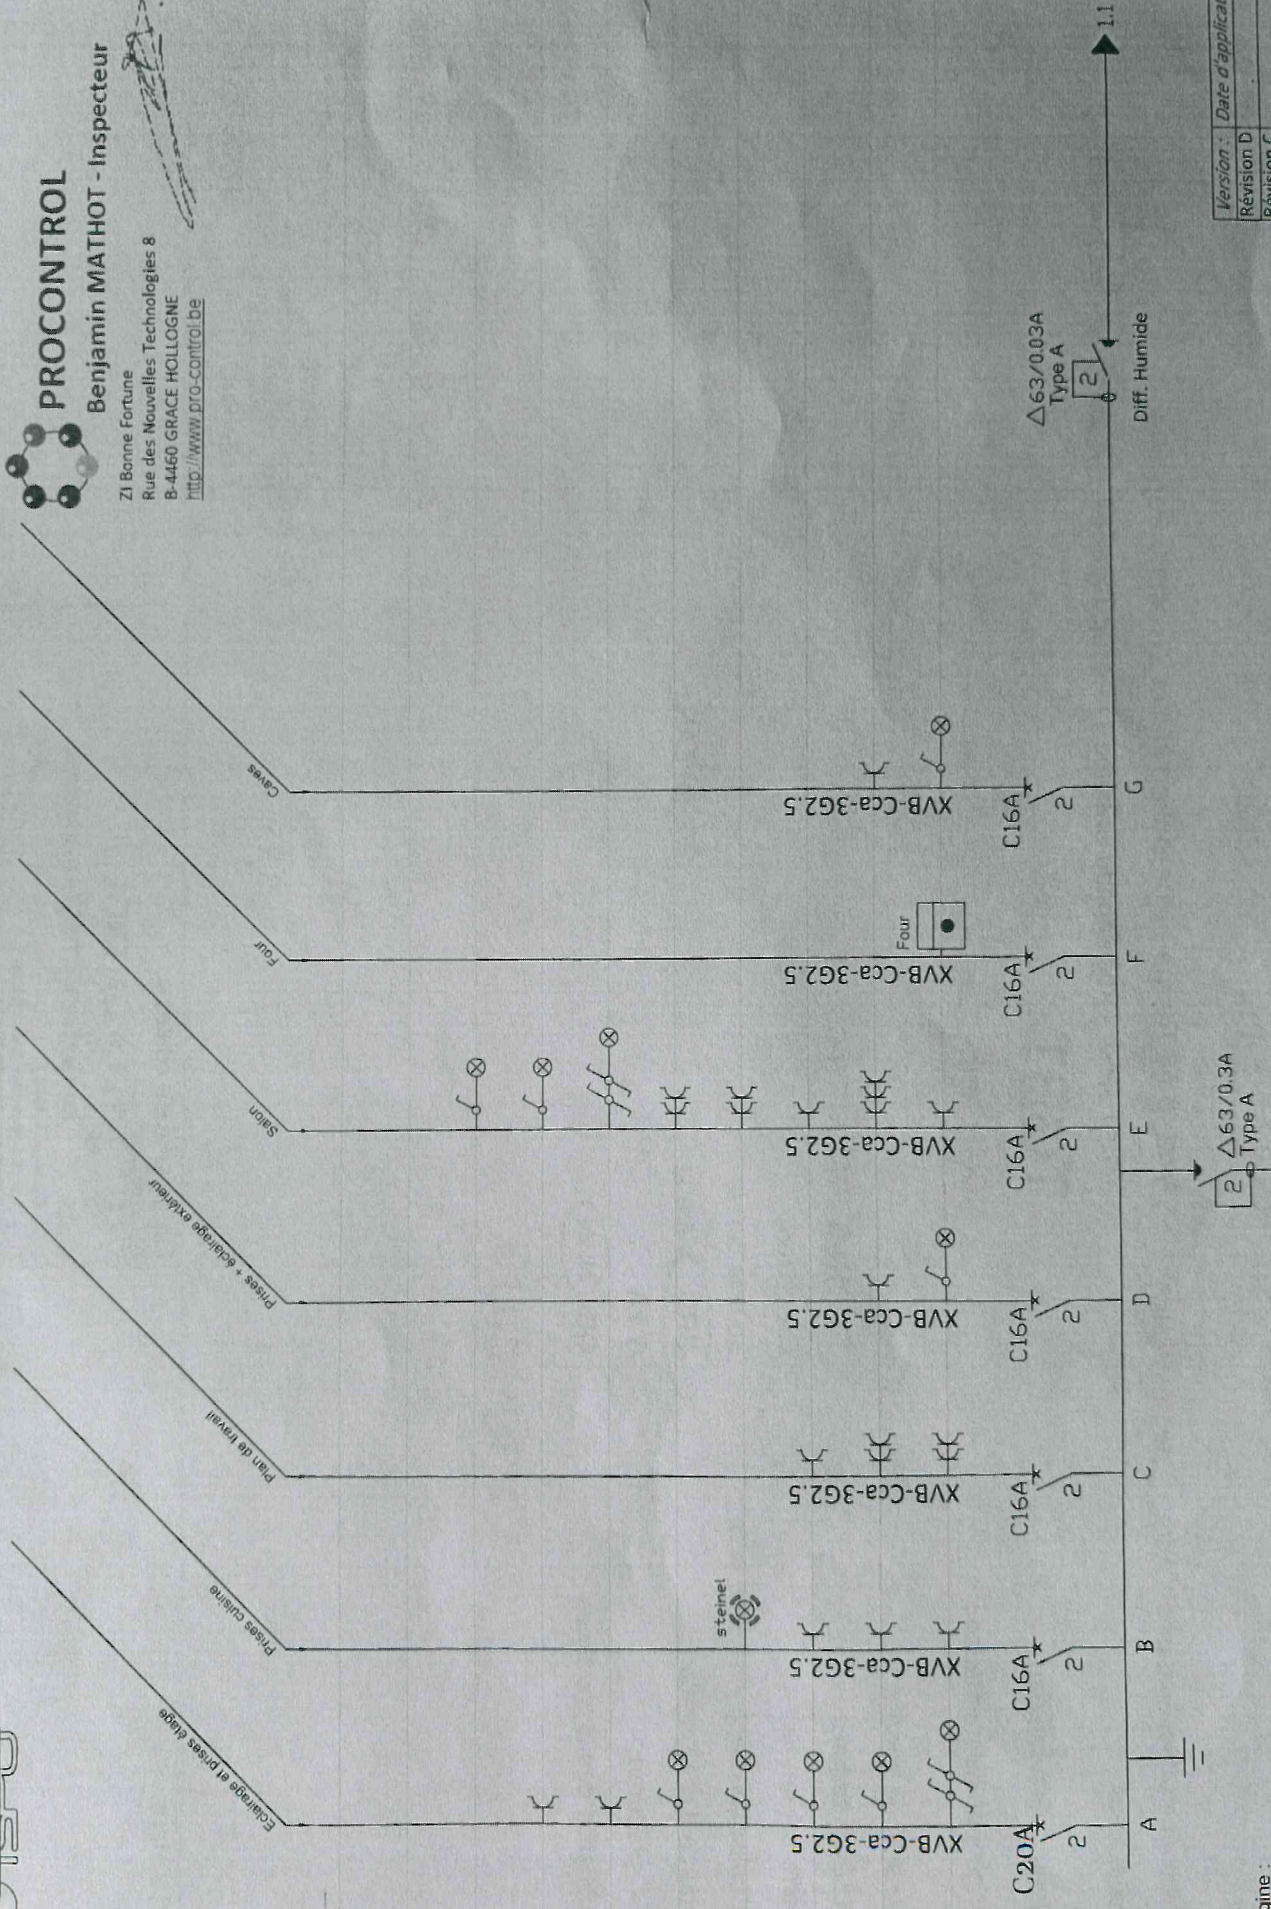 PROCONTROL
Benjamin MATHOT - Inspecteur
ZI Bonne Fortune
Rue des Nouvelles Technologies 8
B-4460 GRACE HOLLOGNE
http://www.pro-control.be
Eclairage et prises étage
Prises cuisine
Plan de travail
Prises + éclairage extérieur
Salon
Four
Caves
steinel
Four
XVB-Cca-3G2.5
XVB-Cca-3G2.5
XVB-Cca-3G2.5
XVB-Cca-3G2.5
XVB-Cca-3G2.5
XVB-Cca-3G2.5
XVB-Cca-3G2.5
C20A
C16A
C16A
C16A
C16A
C16A
C16A
2
2
2
2
2
2
2
A
B
C
D
E
F
G
Δ63/0.03A
Type A
2
Diff. Humide
1.1
Δ63/0.3A
Type A
2
Version : Date d'applicat
Révision D
Révision C
gine :